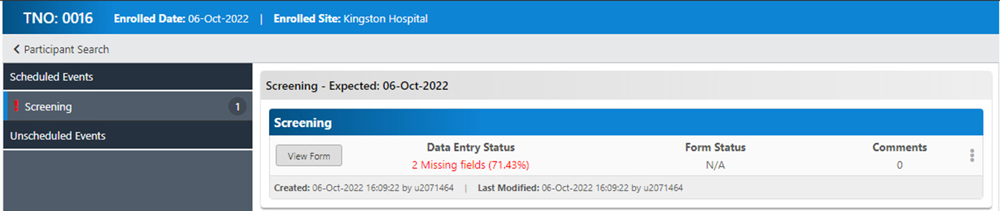 TNO: 0016 Enrolled Date: 06-Oct-2022 | Enrolled Site: Kingston Hospital
Participant Search
Scheduled Events
Screening 1
Unscheduled Events
Screening - Expected: 06-Oct-2022
Screening
View Form
Data Entry Status Form Status Comments
2 Missing fields (71.43%) N/A 0
Created: 06-Oct-2022 16:09:22 by u2071464 | Last Modified: 06-Oct-2022 16:09:22 by u2071464